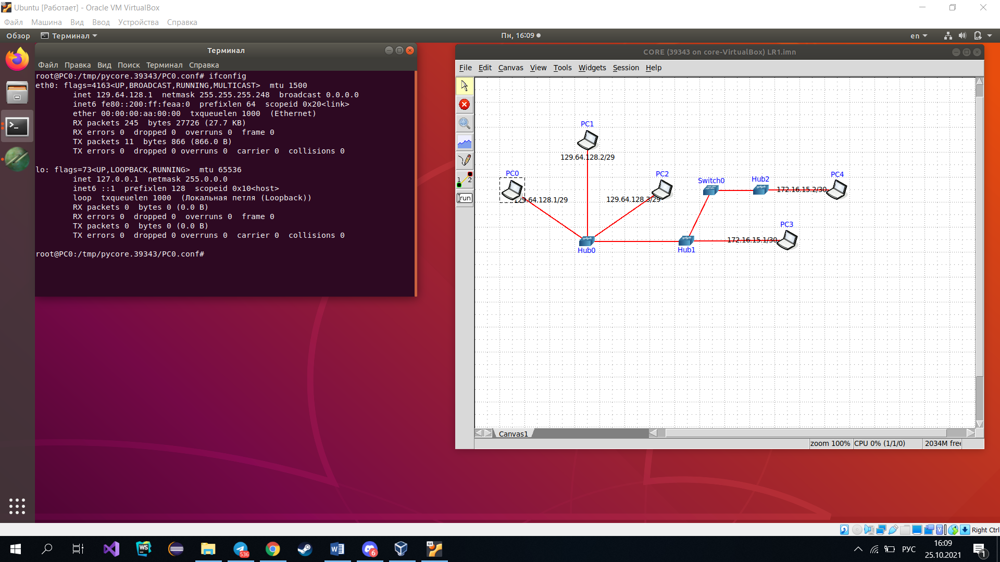 Ubuntu [Работает] - Oracle VM VirtualBox
Файл Машина Вид Ввод Устройства Справка
Обзор Терминал Пн, 16:09 en
Терминал
Файл Правка Вид Поиск Терминал Справка
root@PC0:/tmp/pycore.39343/PC0.conf# ifconfig
eth0: flags=4163<UP,BROADCAST,RUNNING,MULTICAST>  mtu 1500
inet 129.64.128.1  netmask 255.255.255.248  broadcast 0.0.0.0
inet6 fe80::200:ff:feaa:0  prefixlen 64  scopeid 0x20<link>
ether 00:00:00:aa:00:00  txqueuelen 1000  (Ethernet)
RX packets 245  bytes 27726 (27.7 KB)
RX errors 0  dropped 0  overruns 0  frame 0
TX packets 11  bytes 866 (866.0 B)
TX errors 0  dropped 0 overruns 0  carrier 0  collisions 0
lo: flags=73<UP,LOOPBACK,RUNNING>  mtu 65536
inet 127.0.0.1  netmask 255.0.0.0
inet6 ::1  prefixlen 128  scopeid 0x10<host>
loop  txqueuelen 1000  (Локальная петля (Loopback))
RX packets 0  bytes 0 (0.0 B)
RX errors 0  dropped 0  overruns 0  frame 0
TX packets 0  bytes 0 (0.0 B)
TX errors 0  dropped 0 overruns 0  carrier 0  collisions 0
root@PC0:/tmp/pycore.39343/PC0.conf#
CORE (39343 on core-VirtualBox) LR1.imn
File Edit Canvas View Tools Widgets Session Help
1 2
run
PC1
129.64.128.2/29
PC0
129.64.128.1/29
PC2
129.64.128.3/29
Switch0
Hub2
PC4
172.16.15.2/30
PC3
172.16.15.1/30
Hub0
Hub1
Canvas1
zoom 100% CPU 0% (1/1/0) 2034M free
Right Ctrl
WS
536
6
64
РУС
16:09
25.10.2021
1